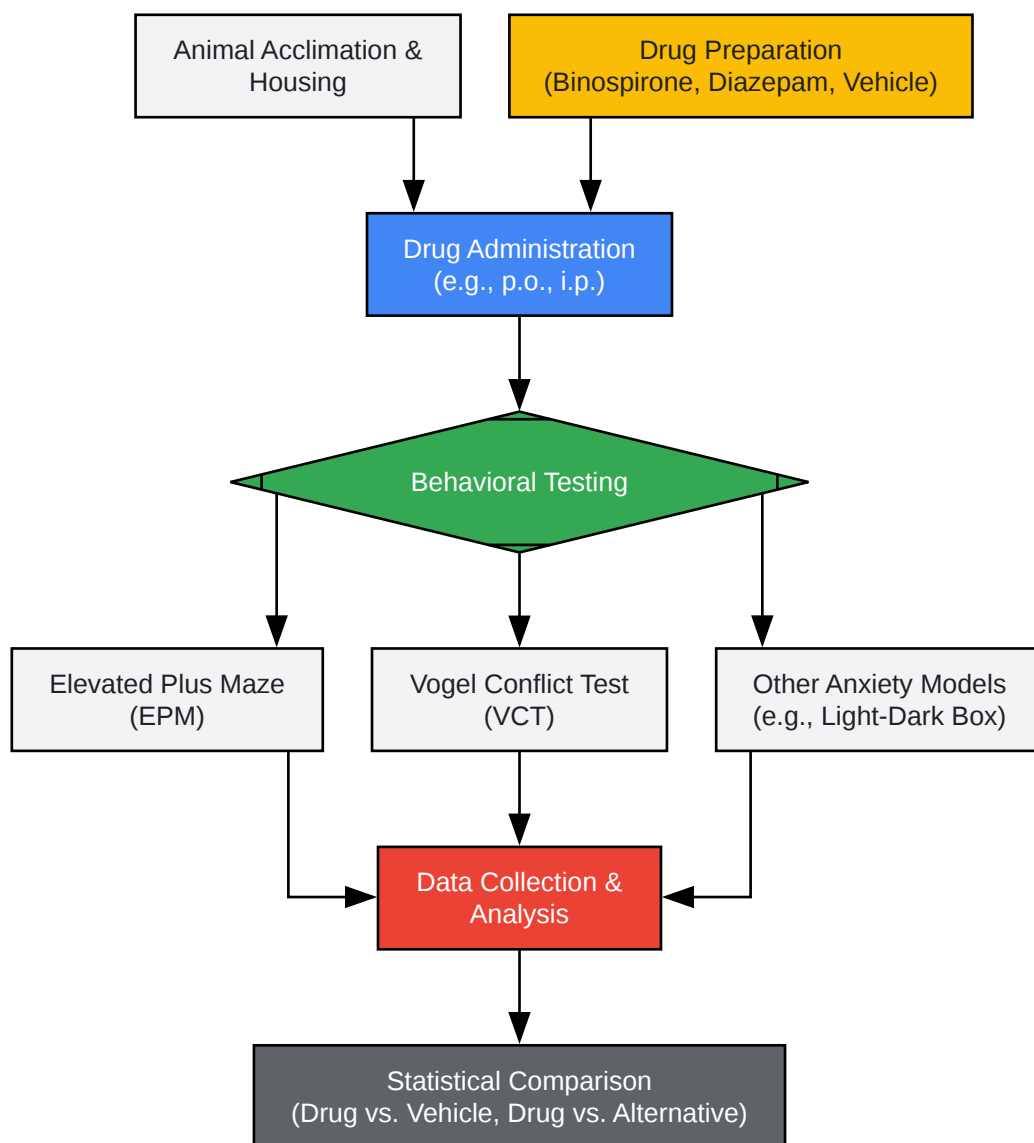 Animal Acclimation &
Housing
Drug Preparation
(Binospirone, Diazepam, Vehicle)
Drug Administration
(e.g., p.o., i.p.)
Behavioral Testing
Elevated Plus Maze
(EPM)
Vogel Conflict Test
(VCT)
Other Anxiety Models
(e.g., Light-Dark Box)
Data Collection &
Analysis
Statistical Comparison
(Drug vs. Vehicle, Drug vs. Alternative)